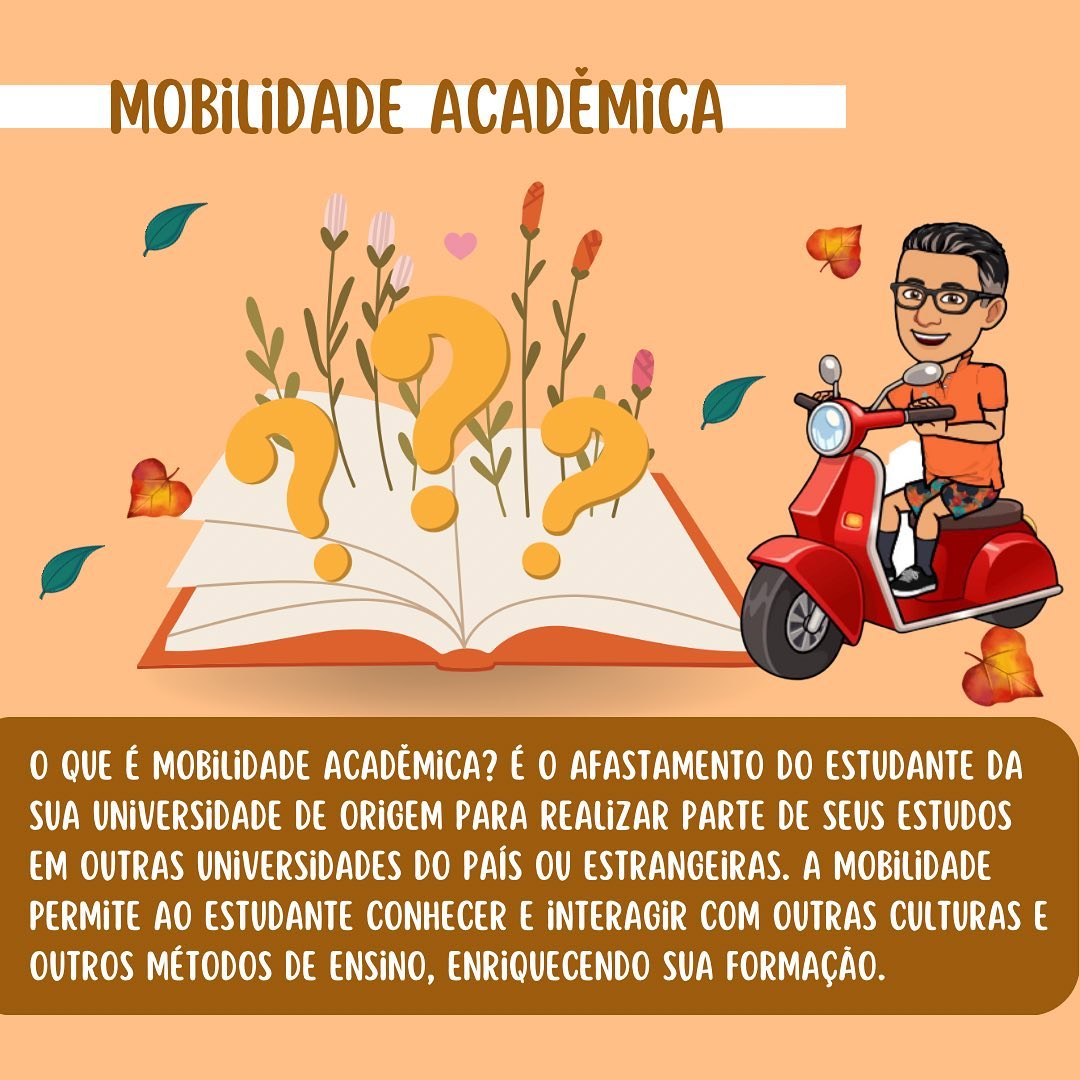 MOBILIDADE ACADÊMICA
O QUE É MOBILIDADE ACADÊMICA? É O AFASTAMENTO DO ESTUDANTE DA
SUA UNIVERSIDADE DE ORIGEM PARA REALIZAR PARTE DE SEUS ESTUDOS
EM OUTRAS UNIVERSIDADES DO PAÍS OU ESTRANGEIRAS. A MOBILIDADE
PERMITE AO ESTUDANTE CONHECER E INTERAGIR COM OUTRAS CULTURAS E
OUTROS MÉTODOS DE ENSINO, ENRIQUECENDO SUA FORMAÇÃO.